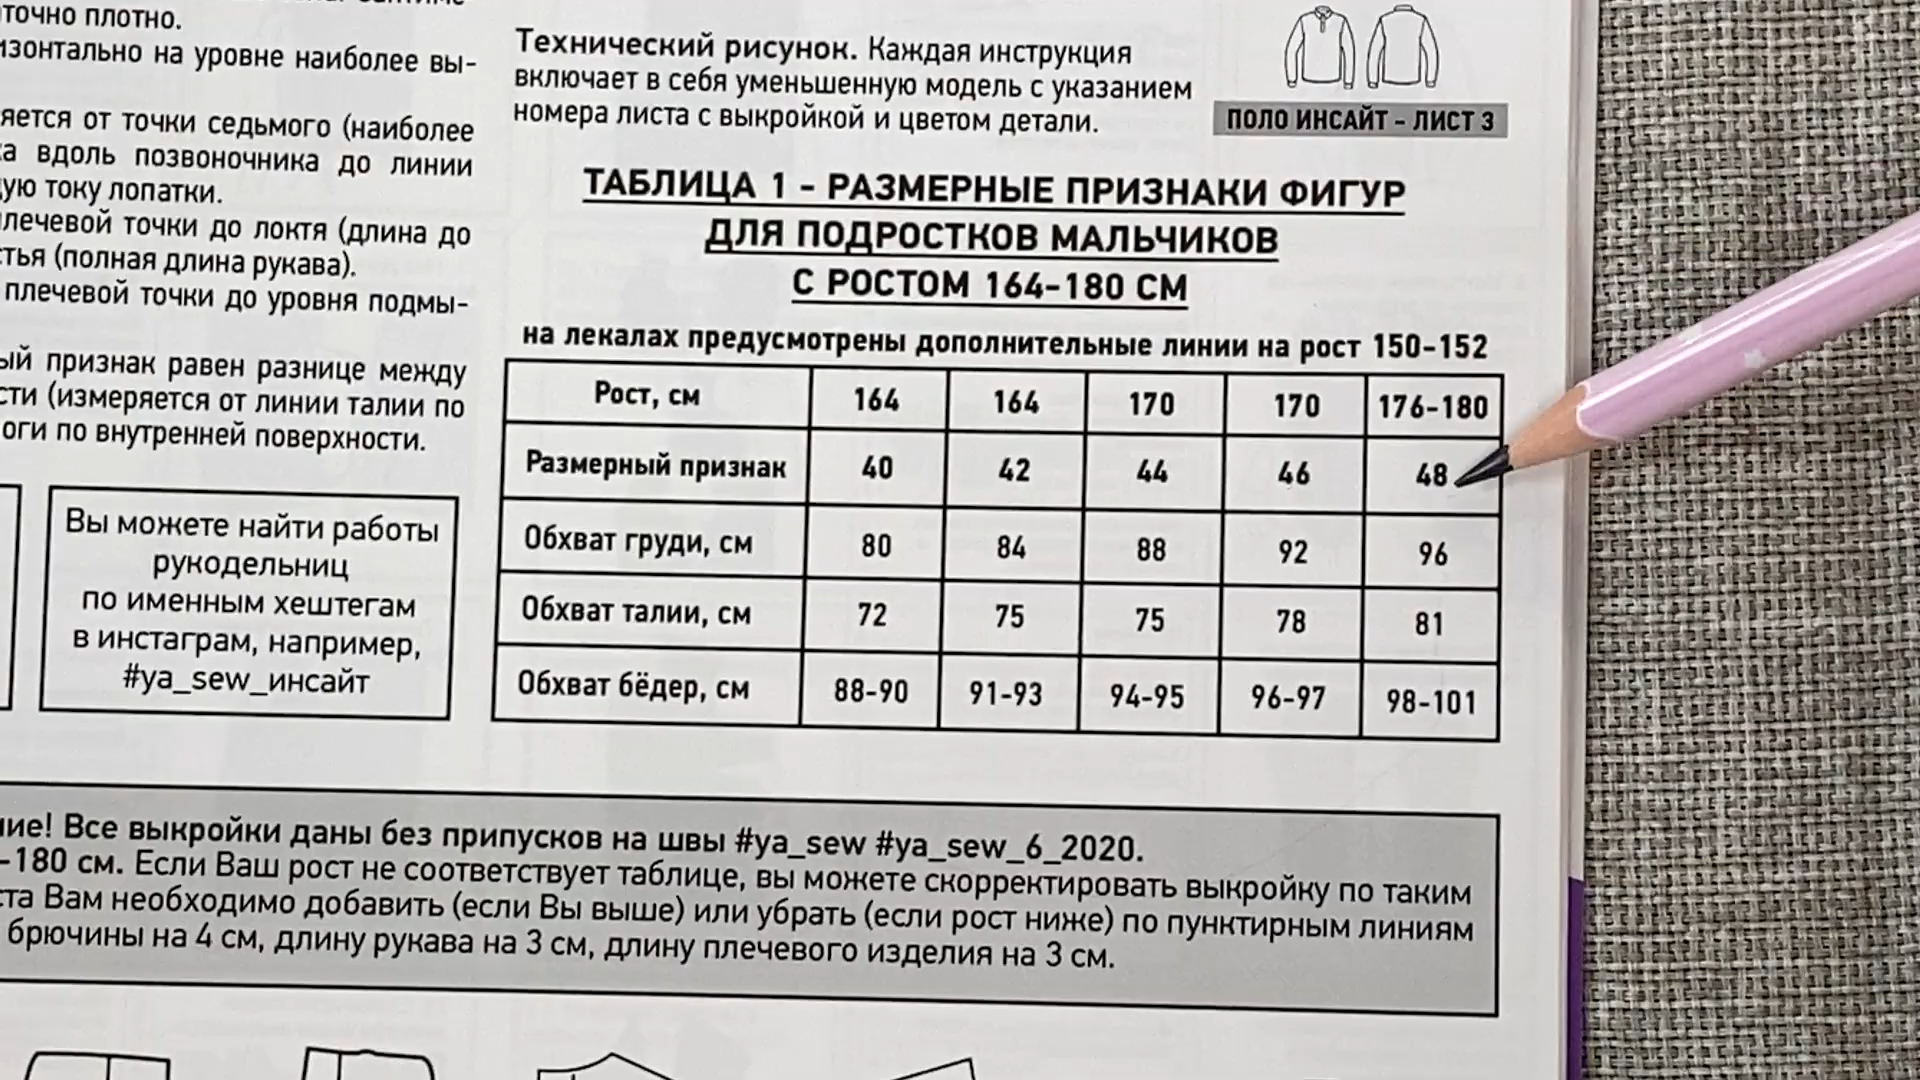 точно плотно.
изонтально на уровне наиболее вы-
яется от точки седьмого (наиболее
а вдоль позвоночника до линии
ую току лопатки.
лечевой точки до локтя (длина до
стья (полная длина рукава).
плечевой точки до уровня подмы-
ый признак равен разнице между
сти (измеряется от линии талии по
оги по внутренней поверхности.
Вы можете найти работы
рукодельниц
по именным хештегам
в инстаграм, например,
#ya_sew_инсайт
Технический рисунок. Каждая инструкция
включает в себя уменьшенную модель с указанием
номера листа с выкройкой и цветом детали.
ПОЛО ИНСАЙТ - ЛИСТ 3
ТАБЛИЦА 1 - РАЗМЕРНЫЕ ПРИЗНАКИ ФИГУР
ДЛЯ ПОДРОСТКОВ МАЛЬЧИКОВ
С РОСТОМ 164-180 СМ
на лекалах предусмотрены дополнительные линии на рост 150-152
Рост, см 164 164 170 170 176-180
Размерный признак 40 42 44 46 48
Обхват груди, см 80 84 88 92 96
Обхват талии, см 72 75 75 78 81
Обхват бёдер, см 88-90 91-93 94-95 96-97 98-101
ние! Все выкройки даны без припусков на швы #ya_sew #ya_sew_6_2020.
-180 см. Если Ваш рост не соответствует таблице, вы можете скорректировать выкройку по таким
ста Вам необходимо добавить (если Вы выше) или убрать (если рост ниже) по пунктирным линиям
брючины на 4 см, длину рукава на 3 см, длину плечевого изделия на 3 см.